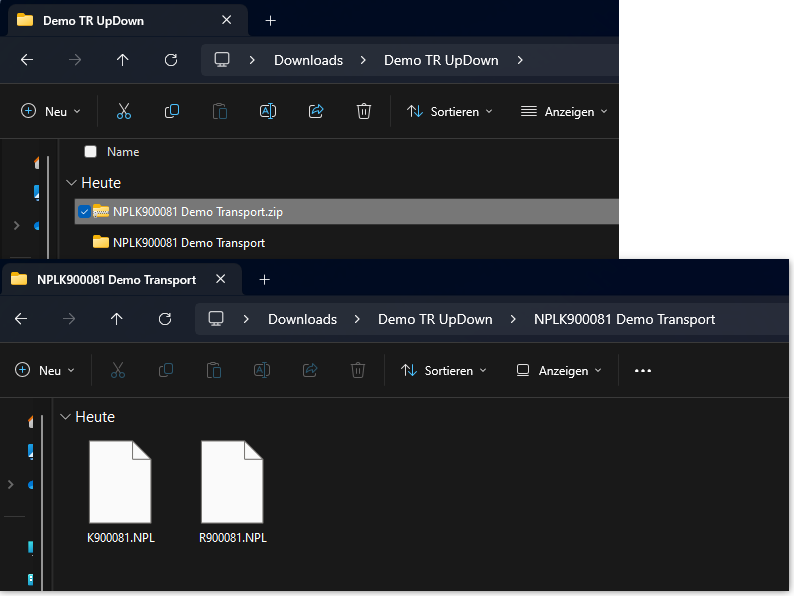 Demo TR UpDown
Downloads Demo TR UpDown
Neu Sortieren Anzeigen
Name
Heute
NPLK900081 Demo Transport.zip
NPLK900081 Demo Transport
NPLK900081 Demo Transport
Downloads Demo TR UpDown NPLK900081 Demo Transport
Neu Sortieren Anzeigen
Heute
K900081.NPL R900081.NPL